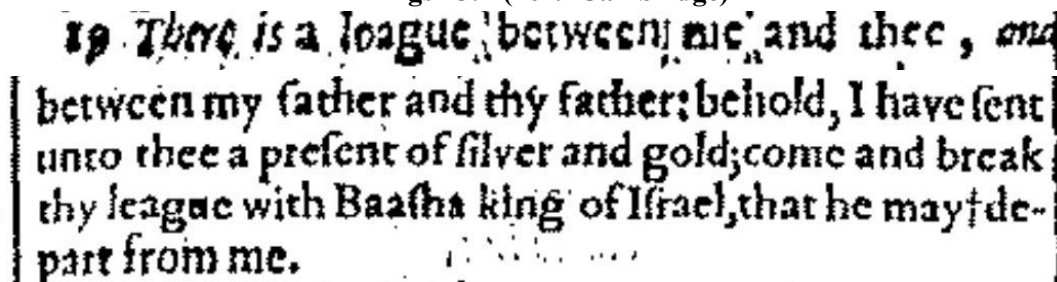 19 There is a league between me and thee, and
between my father and thy father: behold, I have ſent
unto thee a preſent of ſilver and gold; come and break
thy league with Baaſha king of Iſrael, that he may † de-
part from me.